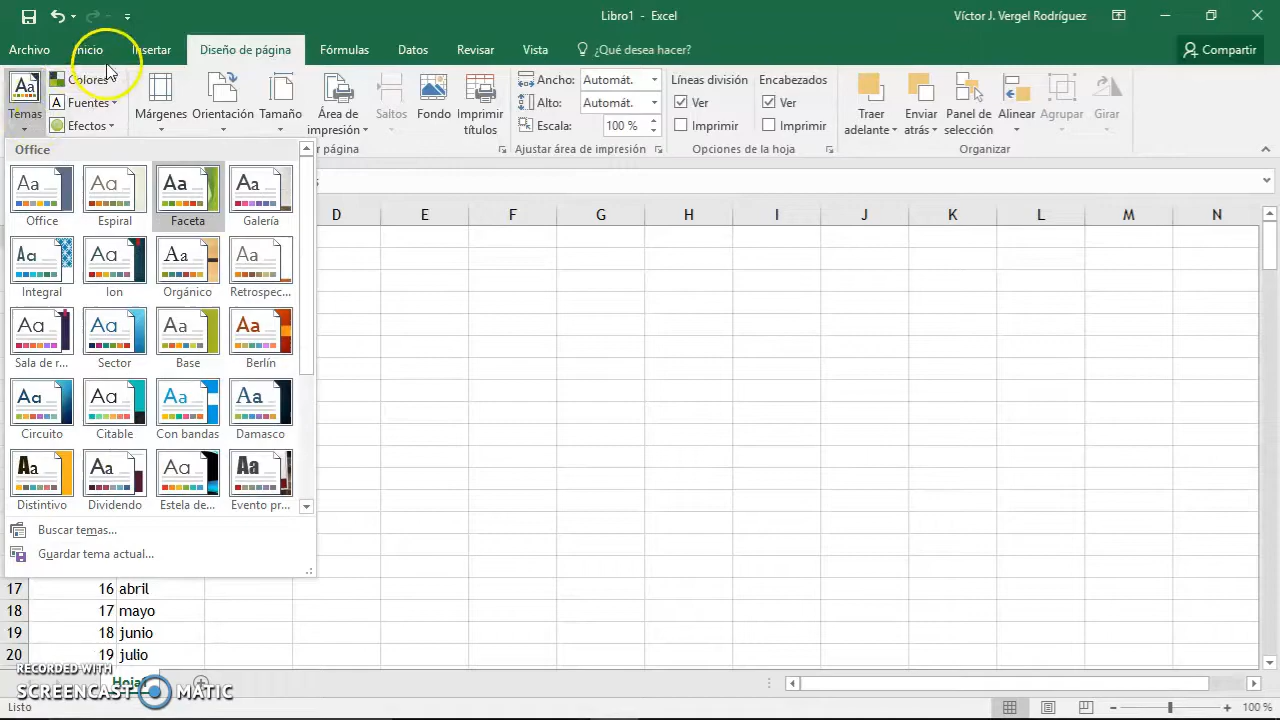 Libro1 - Excel
Víctor J. Vergel Rodríguez
Archivo Inicio Insertar Diseño de página Fórmulas Datos Revisar Vista ¿Qué desea hacer? Compartir
Temas
Colores
Fuentes
Efectos
Márgenes
Orientación
Tamaño
Área de impresión
Saltos
Fondo
Imprimir títulos
Ancho: Automát.
Alto: Automát.
Escala: 100 %
Líneas división
Ver
Imprimir
Encabezados
Ver
Imprimir
Traer adelante
Enviar atrás
Panel de selección
Alinear
Agrupar
Girar
página
Ajustar área de impresión
Opciones de la hoja
Organizar
Office
Office Espiral Faceta Galería
Integral Ion Orgánico Retrospec...
Sala de r... Sector Base Berlín
Circuito Citable Con bandas Damasco
Distintivo Dividendo Estela de... Evento pr...
Buscar temas...
Guardar tema actual...
D E F G H I J K L M N
17 16 abril
18 17 mayo
19 18 junio
20 19 julio
RECORDED WITH
SCREENCAST MATIC
Listo
100 %